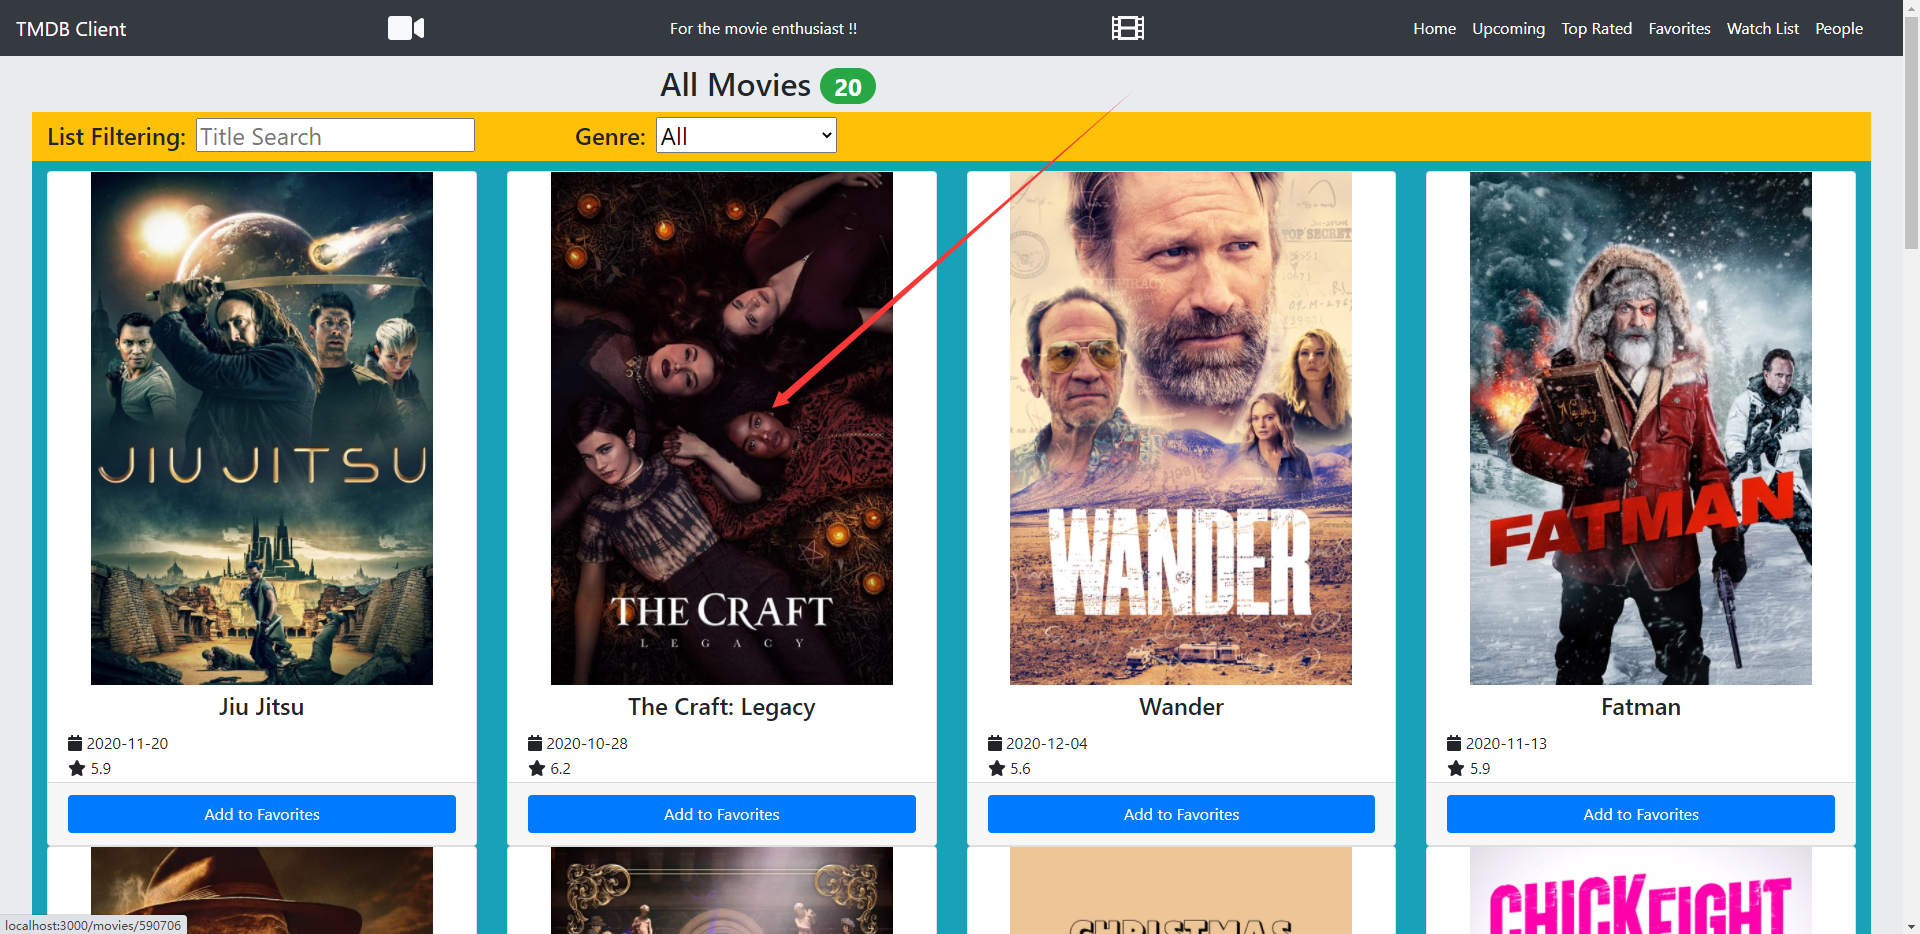 TMDB Client
For the movie enthusiast !!
Home Upcoming Top Rated Favorites Watch List People
All Movies 20
List Filtering: Title Search Genre: All
TOP SECRET
JIU JITSU
THE CRAFT
LEGACY
WANDER
FATMAN
Jiu Jitsu
The Craft: Legacy
Wander
Fatman
2020-11-20
2020-10-28
2020-12-04
2020-11-13
5.9
6.2
5.6
5.9
Add to Favorites
Add to Favorites
Add to Favorites
Add to Favorites
CHRISTMAS
CHICKFIGHT
localhost:3000/movies/590706